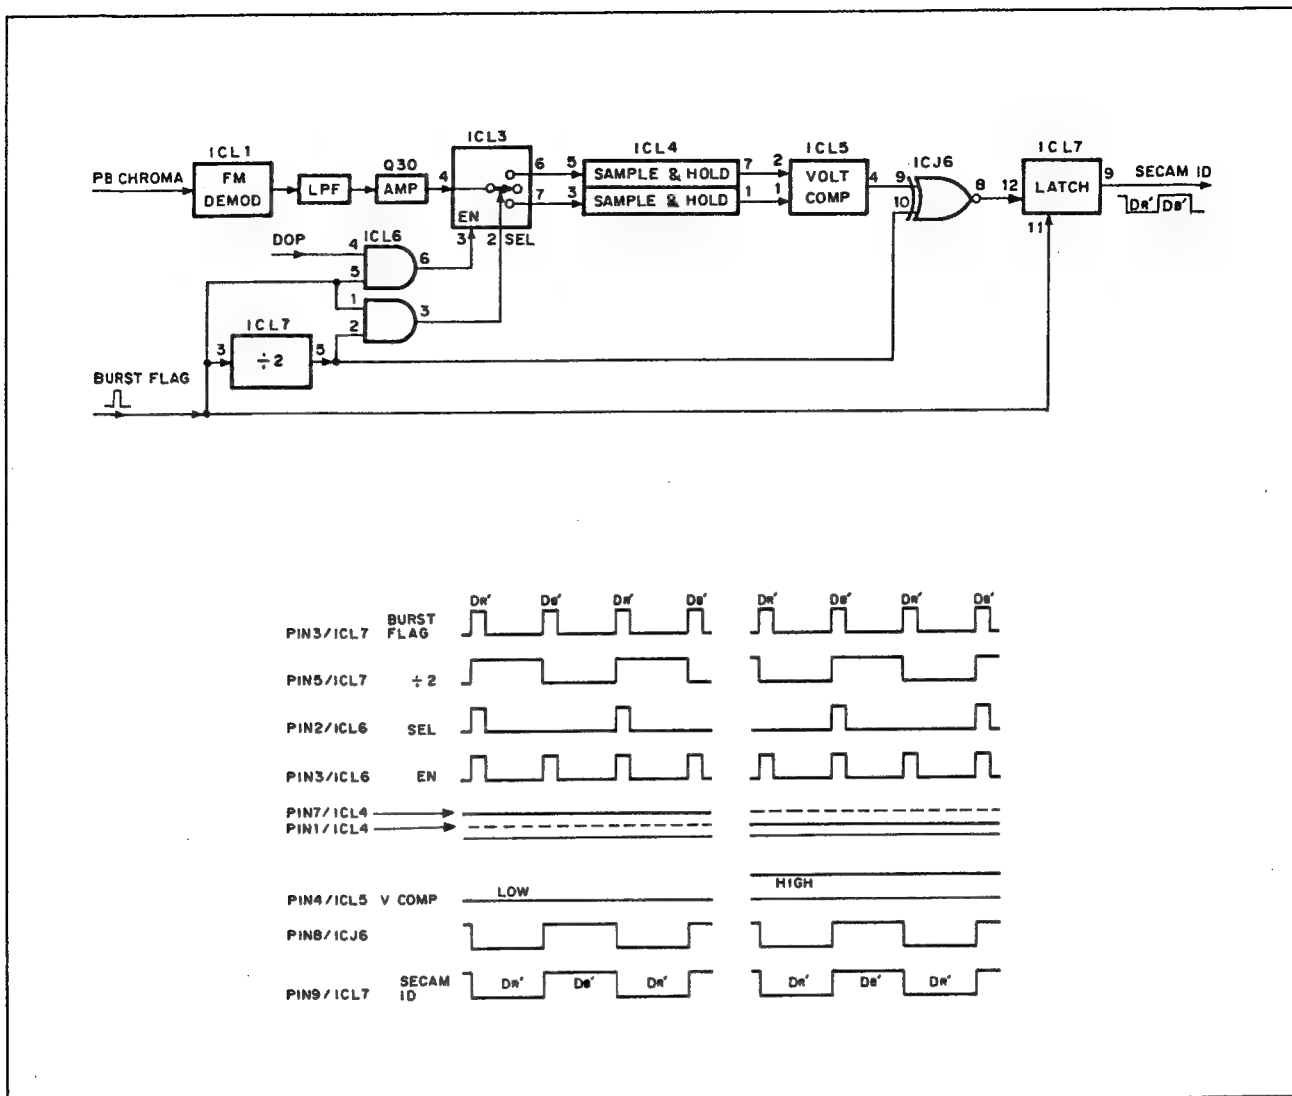 ICL1
FM
DEMOD
PB CHROMA
LPF
Q30
AMP
4
ICL3
6
7
EN
3
2 SEL
5
3
ICL4
SAMPLE & HOLD
SAMPLE & HOLD
7
1
2
1
ICL5
VOLT
COMP
4
9
10
ICJ6
8
12
11
ICL7
LATCH
9
SECAM ID
DR' DB'
DOP
4
5
ICL6
6
1
2
3
ICL7
3
÷2
5
BURST FLAG
DR' DB' DR' DB' DR' DB' DR' DB'
PIN3/ICL7 BURST FLAG
PIN5/ICL7 ÷2
PIN2/ICL6 SEL
PIN3/ICL6 EN
PIN7/ICL4
PIN1/ICL4
PIN4/ICL5 V COMP LOW HIGH
PIN8/ICJ6
PIN9/ICL7 SECAM ID DR' DB' DR' DR' DB' DR'